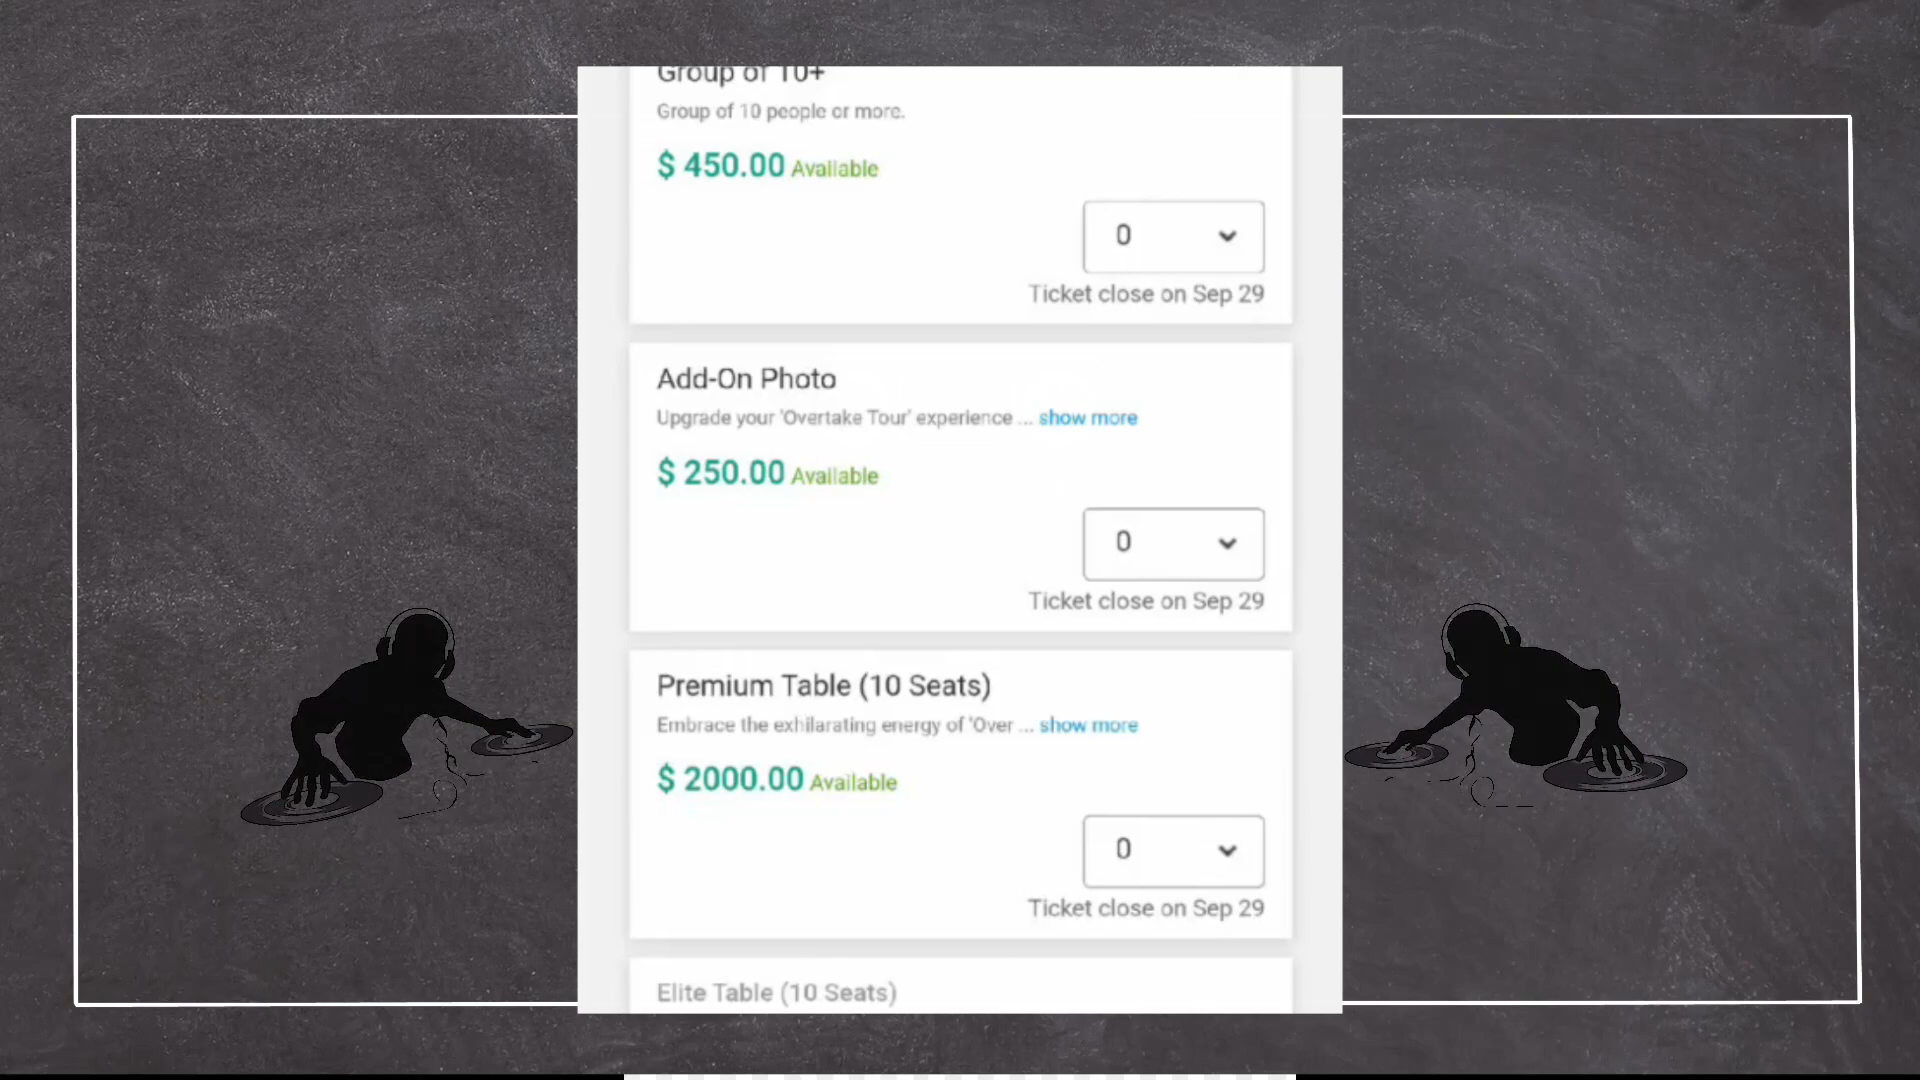 Group of 10+
Group of 10 people or more.
$ 450.00 Available
0
Ticket close on Sep 29
Add-On Photo
Upgrade your 'Overtake Tour' experience ... show more
$ 250.00 Available
0
Ticket close on Sep 29
Premium Table (10 Seats)
Embrace the exhilarating energy of 'Over ... show more
$ 2000.00 Available
0
Ticket close on Sep 29
Elite Table (10 Seats)